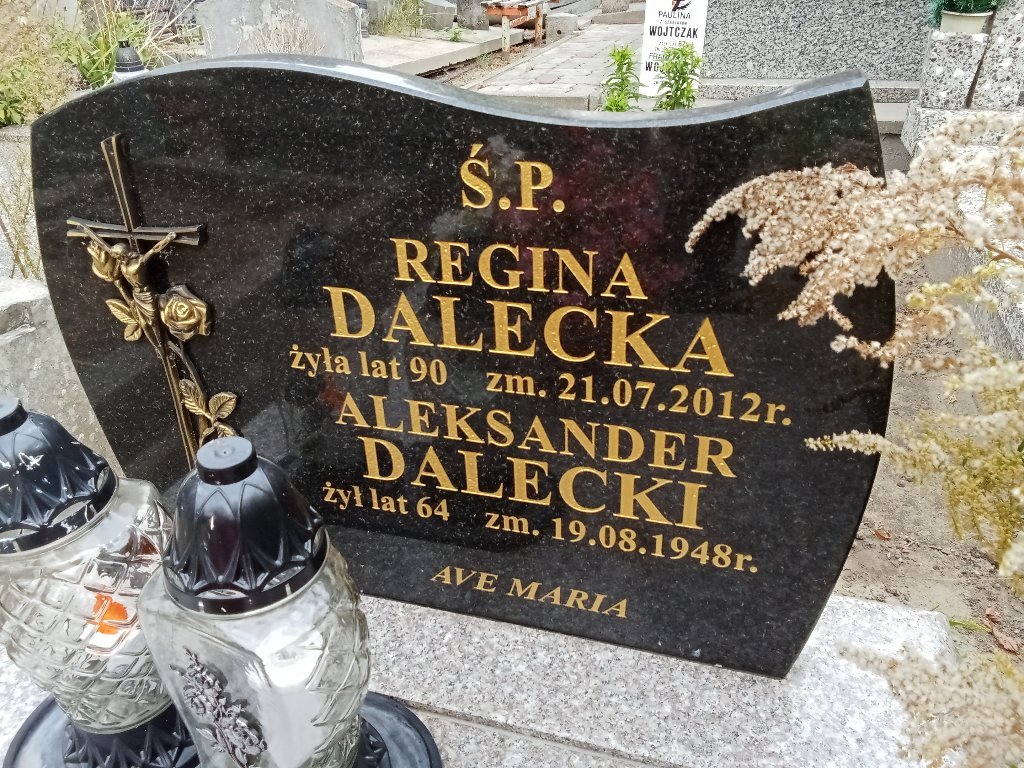 PAULINA
WOJTCZAK
Ś.P.
REGINA
DALECKA
żyła lat 90 zm. 21.07.2012r.
ALEKSANDER
DALECKI
żył lat 64 zm. 19.08.1948r.
AVE MARIA